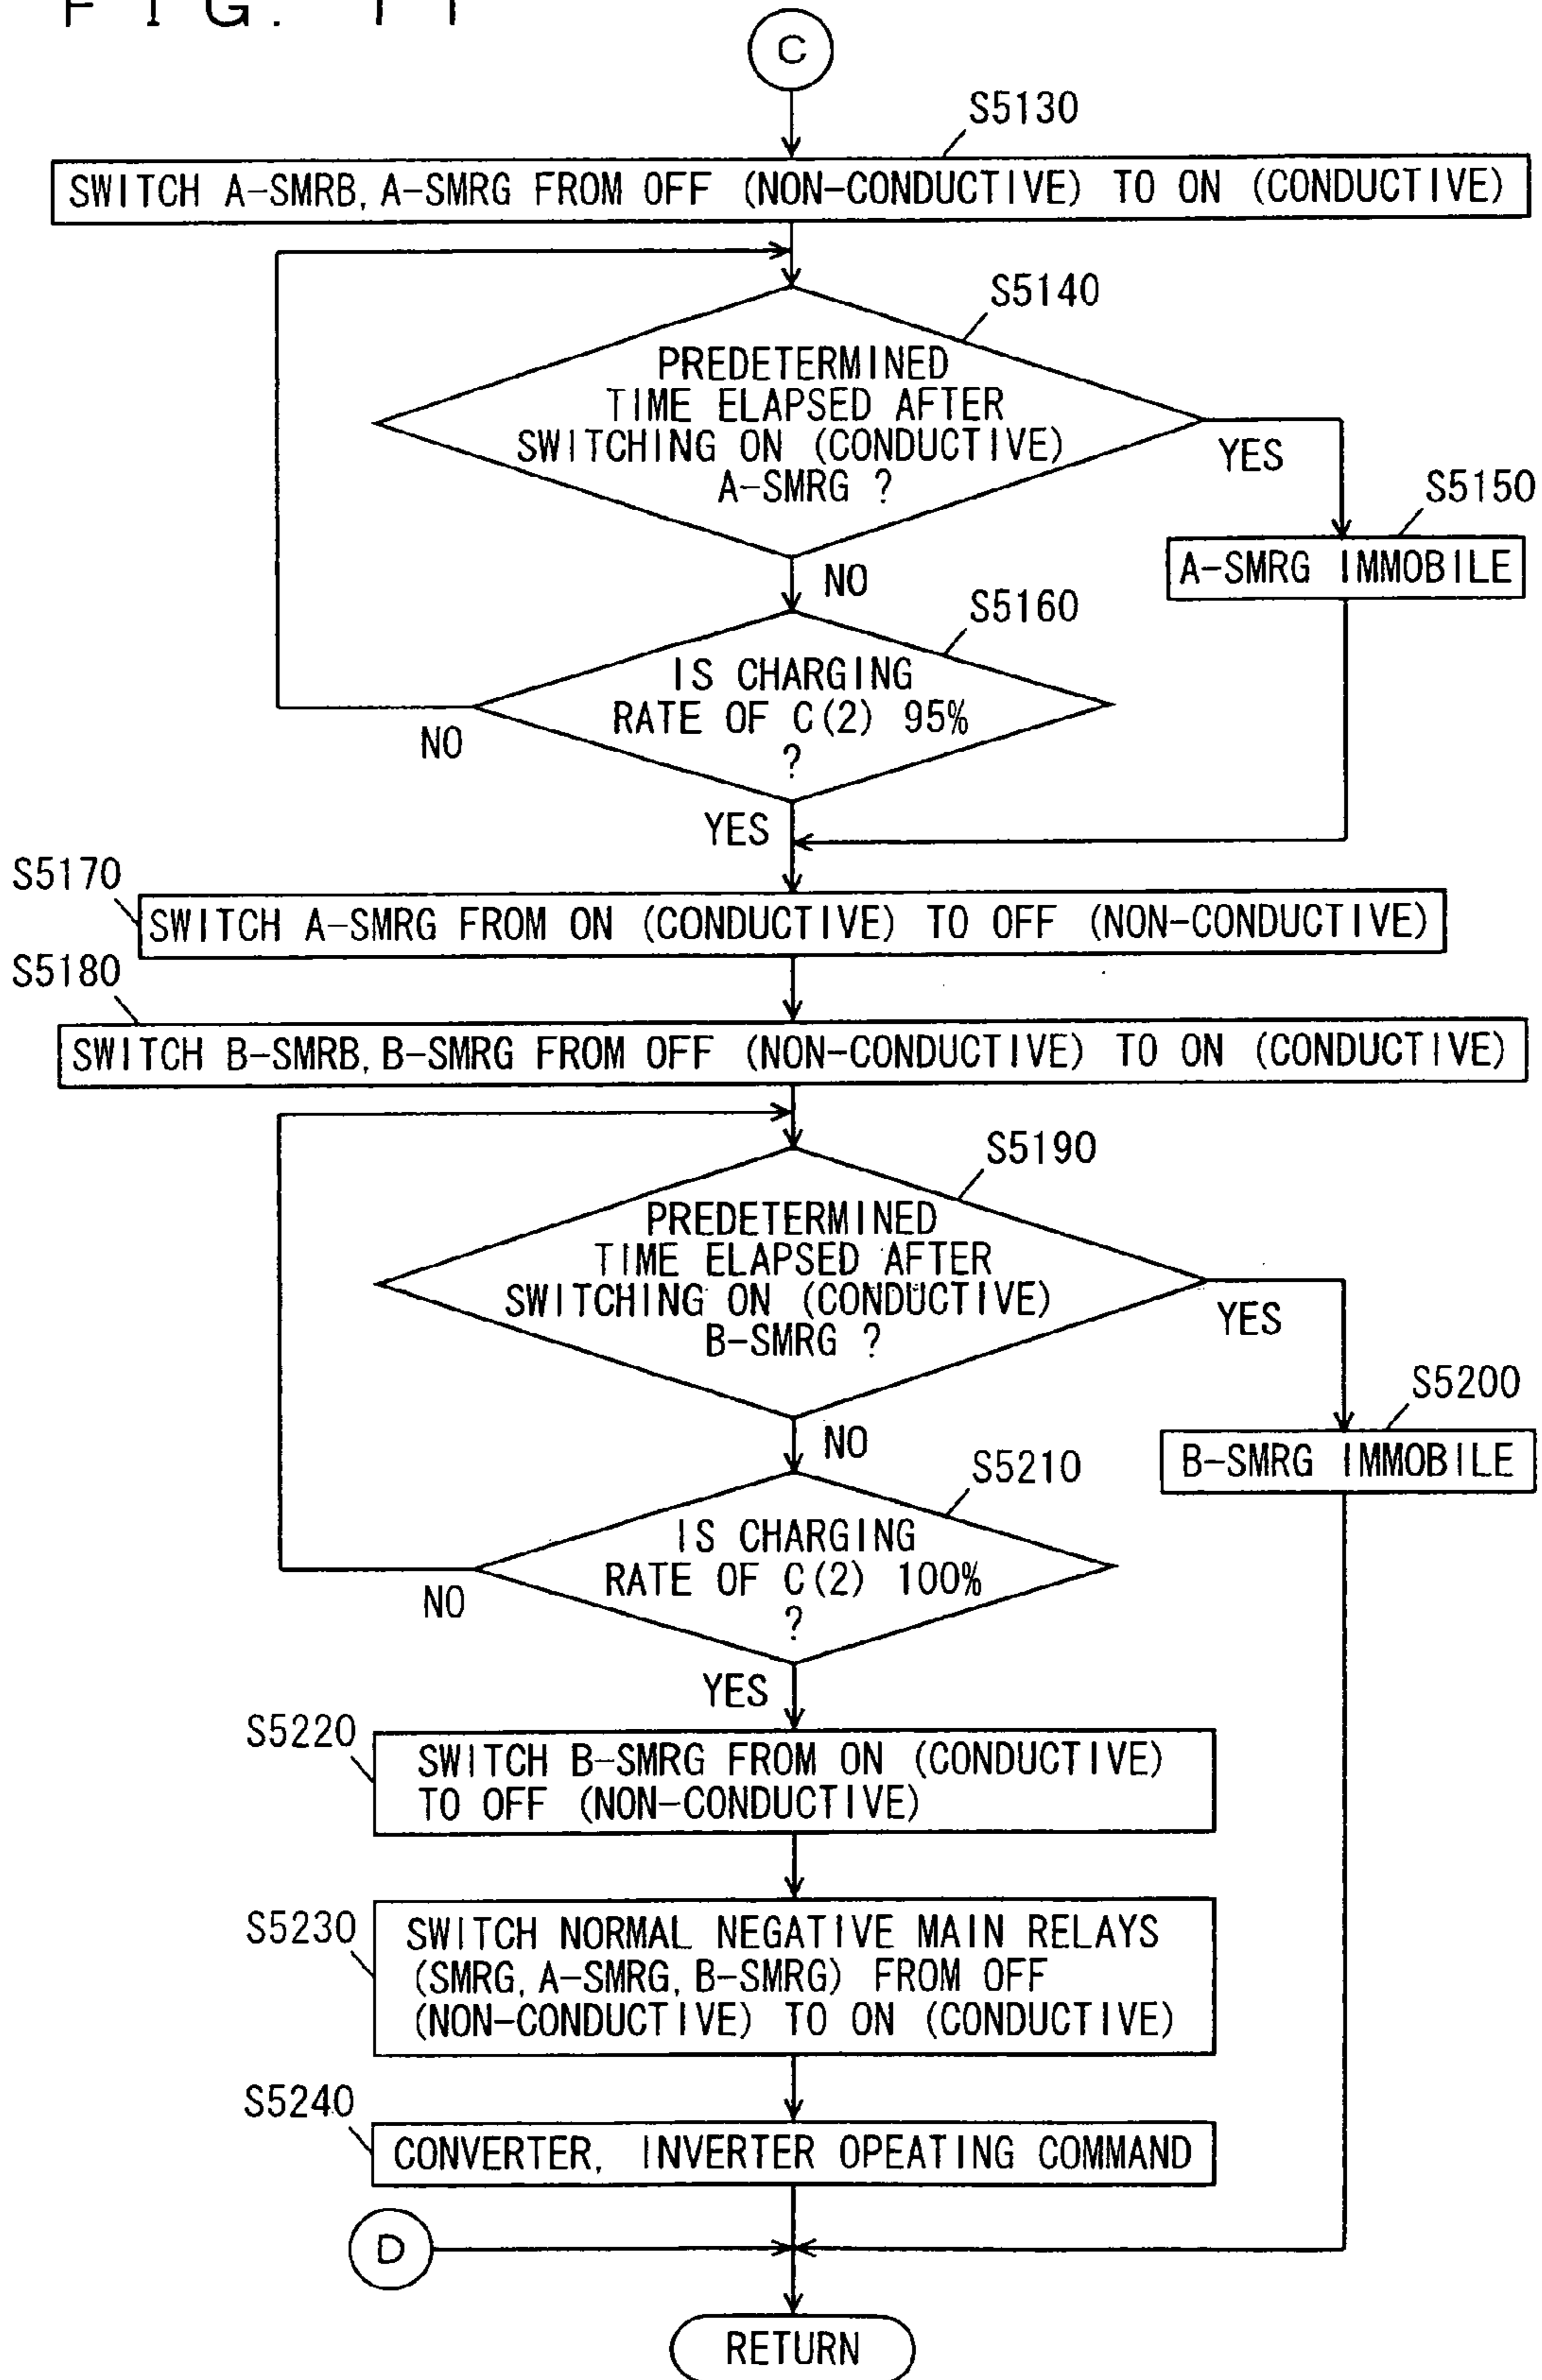 FIG. 11
C
S5130
SWITCH A-SMRB, A-SMRG FROM OFF (NON-CONDUCTIVE) TO ON (CONDUCTIVE)
S5140
PREDETERMINED
TIME ELAPSED AFTER
SWITCHING ON (CONDUCTIVE)
A-SMRG ?
YES
S5150
A-SMRG IMMOBILE
NO
S5160
IS CHARGING
RATE OF C(2) 95%
?
NO
YES
S5170
SWITCH A-SMRG FROM ON (CONDUCTIVE) TO OFF (NON-CONDUCTIVE)
S5180
SWITCH B-SMRB, B-SMRG FROM OFF (NON-CONDUCTIVE) TO ON (CONDUCTIVE)
S5190
PREDETERMINED
TIME ELAPSED AFTER
SWITCHING ON (CONDUCTIVE)
B-SMRG ?
YES
S5200
B-SMRG IMMOBILE
NO
S5210
IS CHARGING
RATE OF C(2) 100%
?
NO
YES
S5220
SWITCH B-SMRG FROM ON (CONDUCTIVE)
TO OFF (NON-CONDUCTIVE)
S5230
SWITCH NORMAL NEGATIVE MAIN RELAYS
(SMRG, A-SMRG, B-SMRG) FROM OFF
(NON-CONDUCTIVE) TO ON (CONDUCTIVE)
S5240
CONVERTER, INVERTER OPEATING COMMAND
D
RETURN